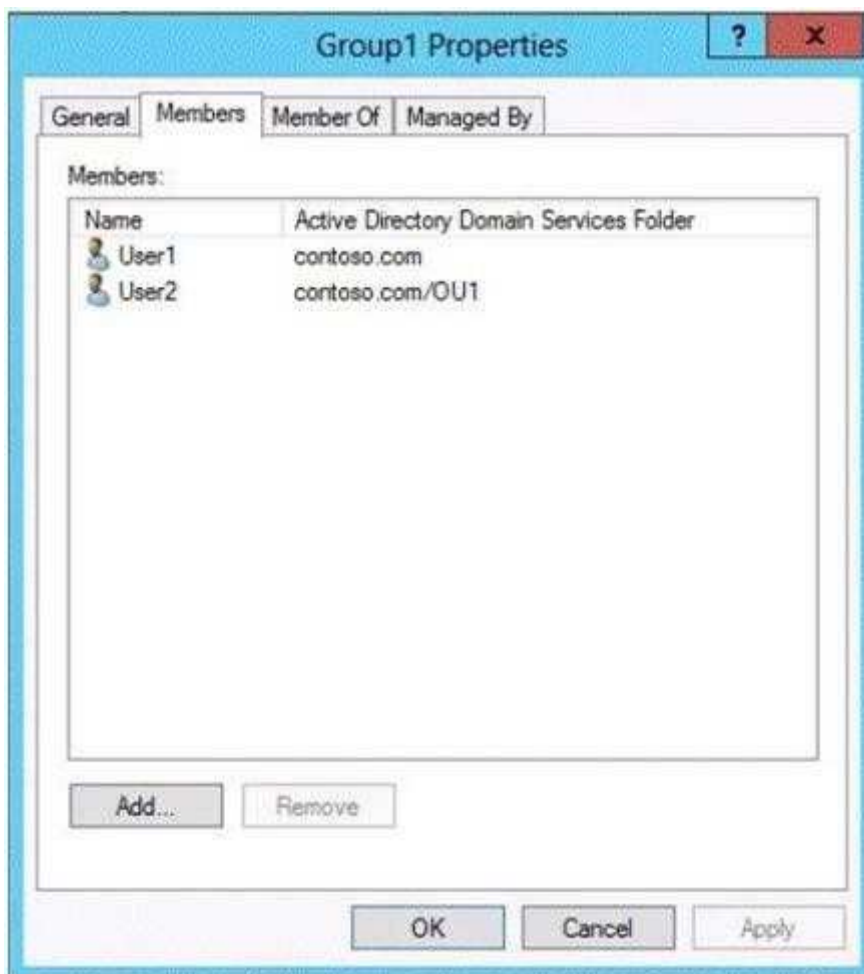 Group1 Properties
?
x
General Members Member Of Managed By
Members:
Name Active Directory Domain Services Folder
User1 contoso.com
User2 contoso.com/OU1
Add... Remove
OK Cancel Apply